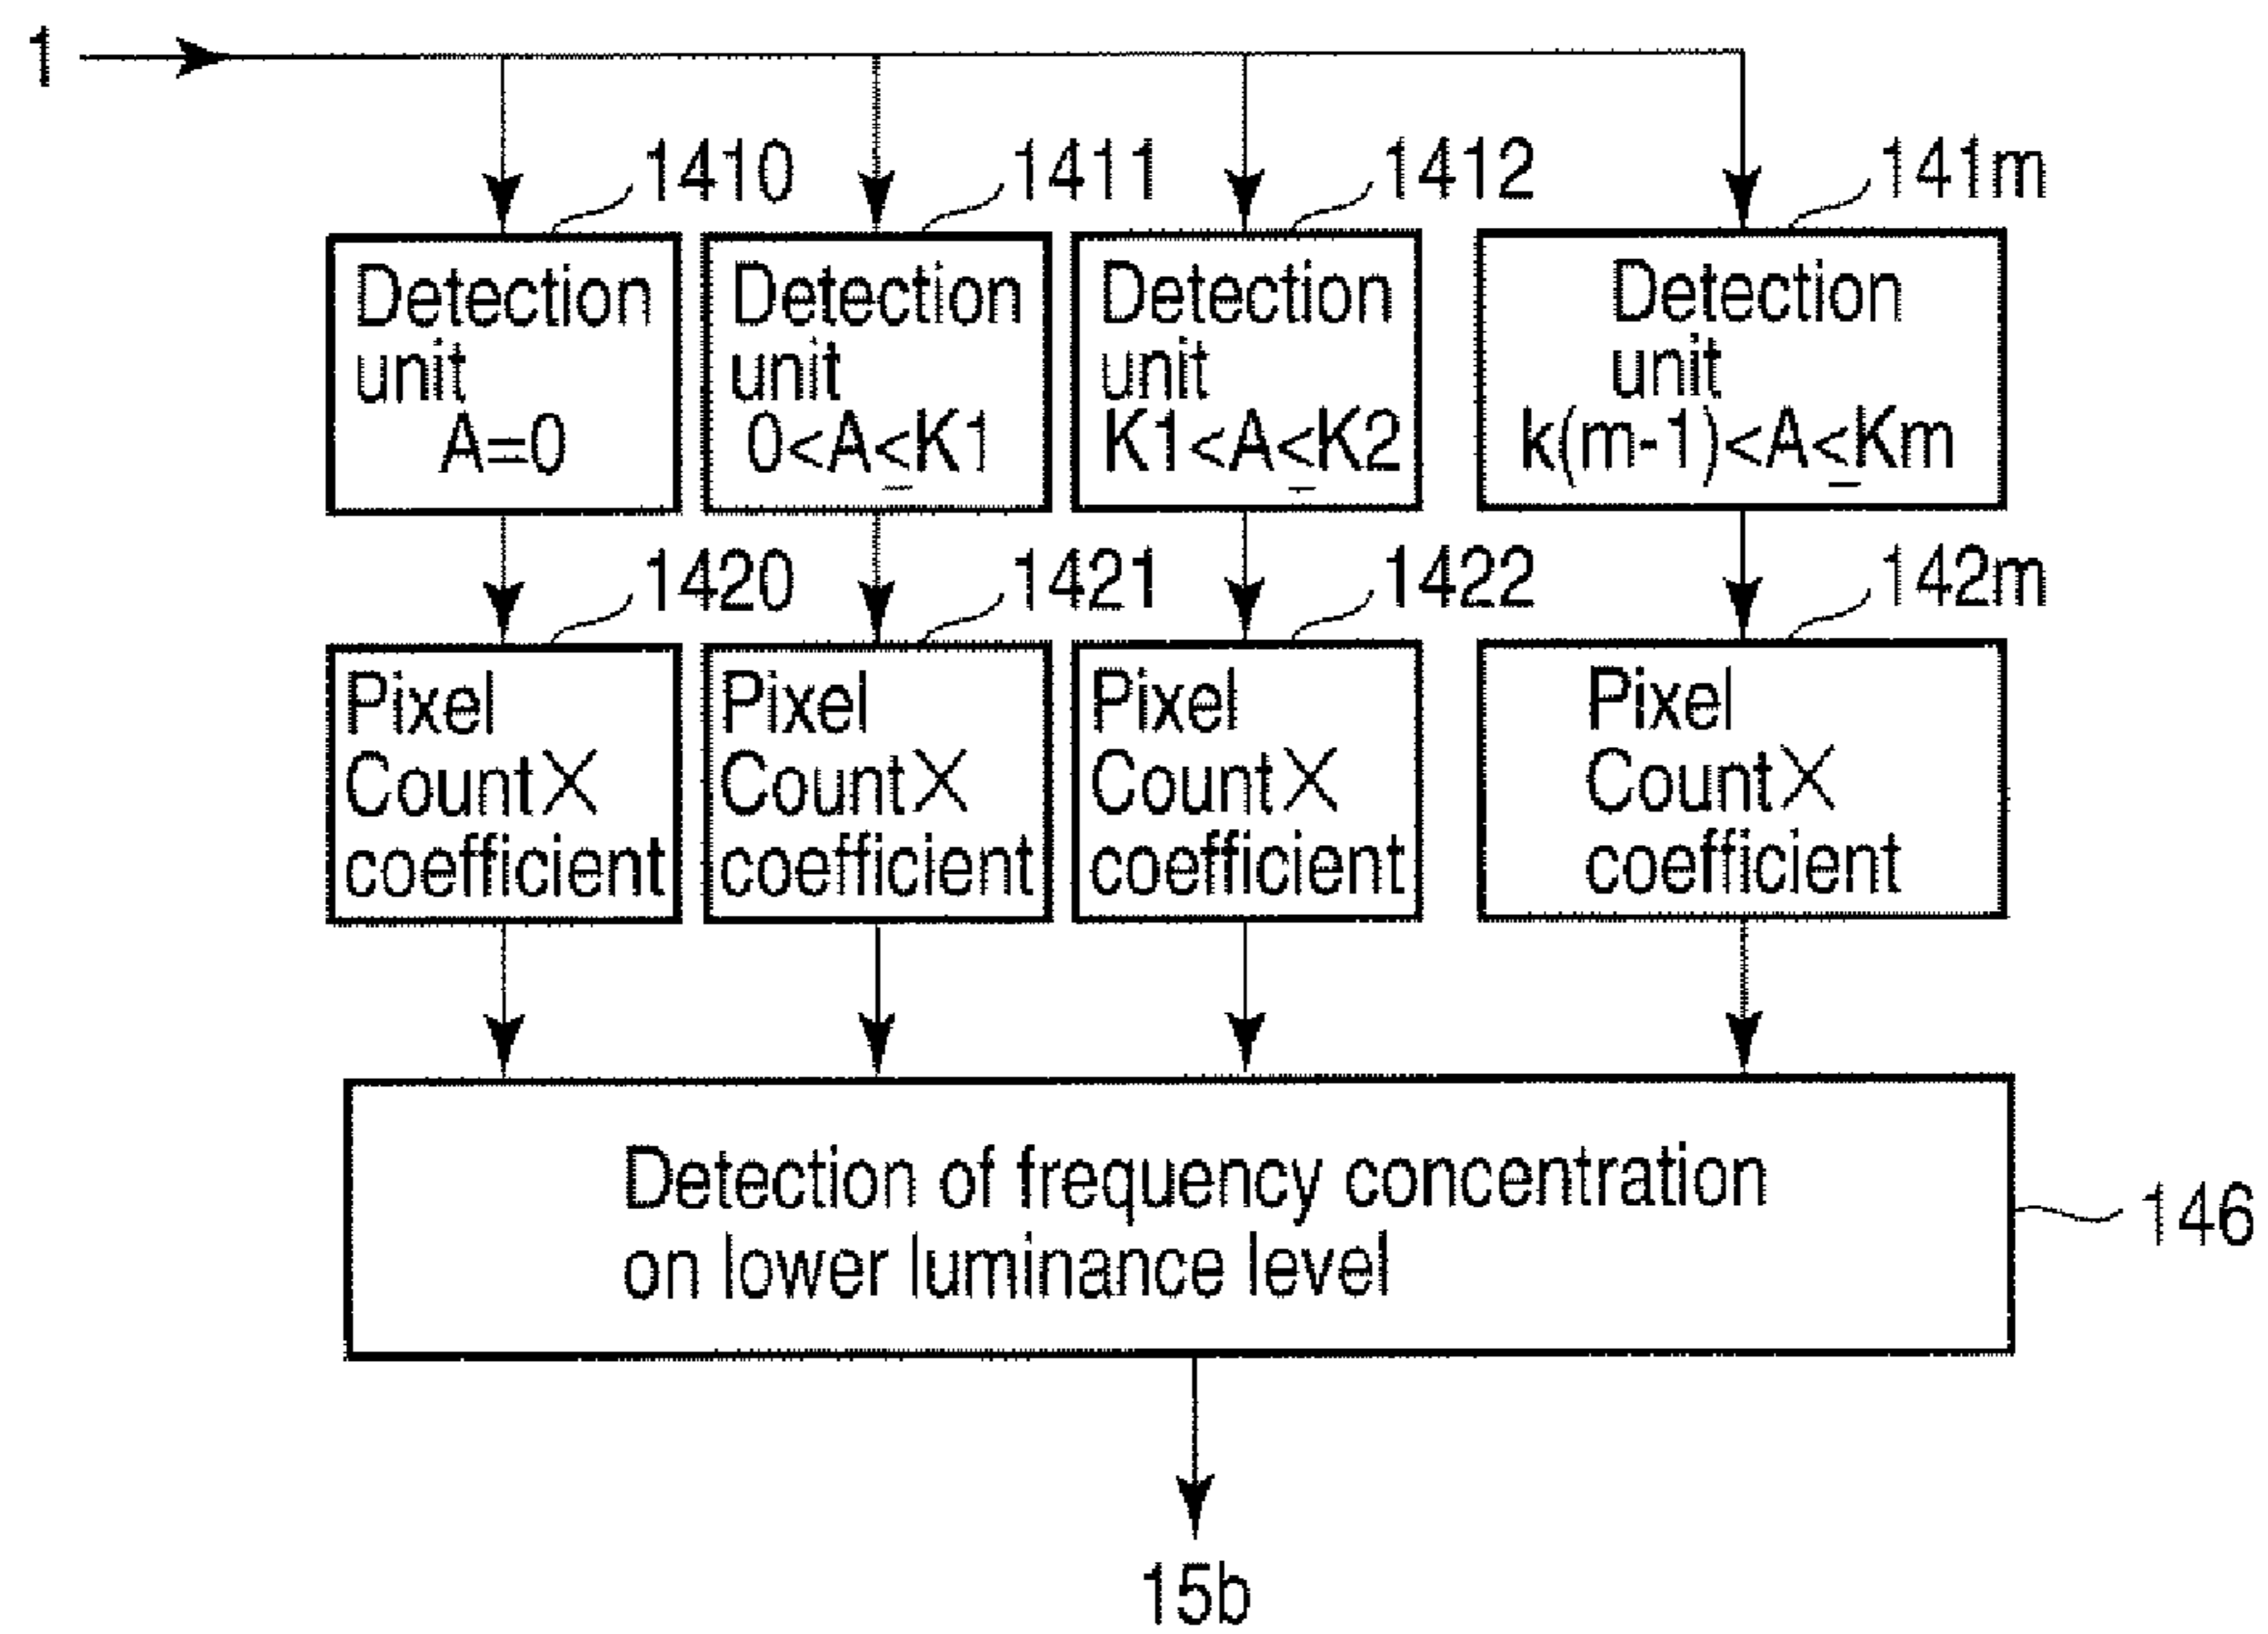 1
1410
1411
1412
141m
Detection
unit
A=0
Detection
unit
0<A≤K1
Detection
unit
K1<A≤K2
Detection
unit
k(m-1)<A≤Km
1420
1421
1422
142m
Pixel
Count×
coefficient
Pixel
Count×
coefficient
Pixel
Count×
coefficient
Pixel
Count×
coefficient
Detection of frequency concentration
on lower luminance level
146
15b